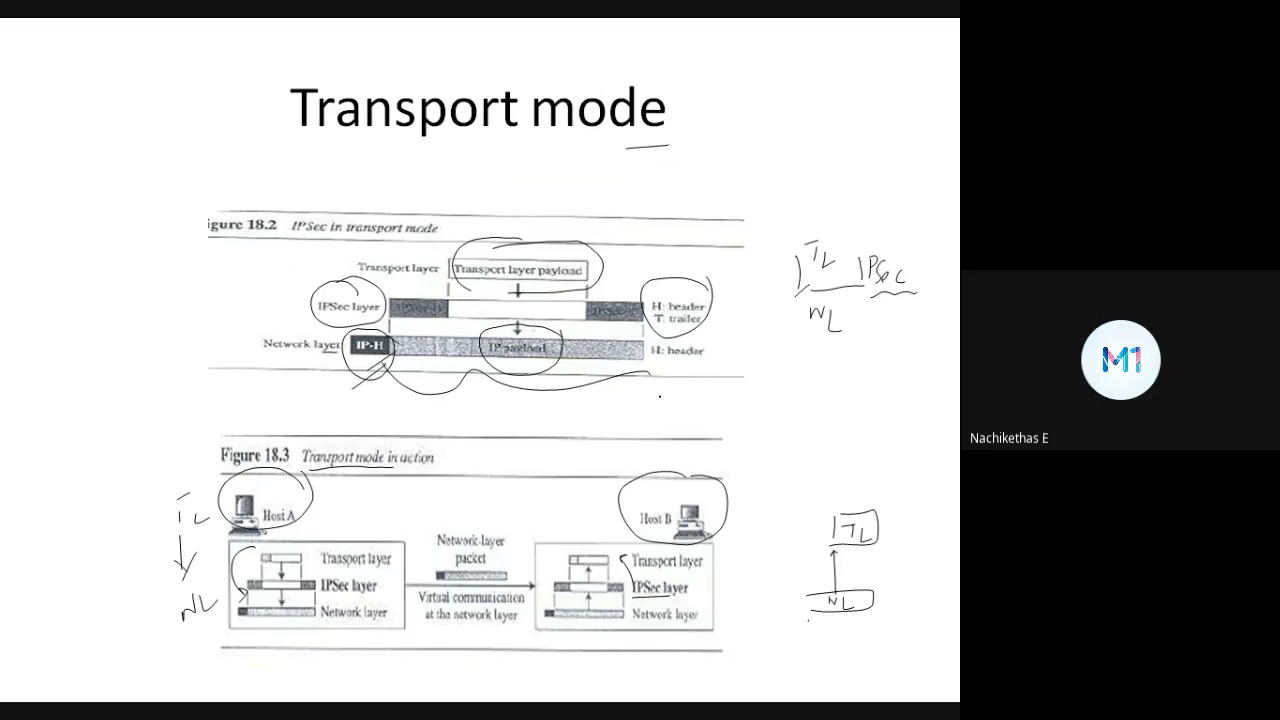 Transport mode
igure 18.2 IPSec in transport mode
Transport layer
Transport layer payload
IPSec layer
H: header
T: trailer
Network layer
IP-H
IP payload
H: header
TL IPSec
NL
Figure 18.3 Transport mode in action
Host A
Host B
Transport layer
IPSec layer
Network layer
Network-layer
packet
Virtual communication
at the network layer
Transport layer
IPSec layer
Network layer
TL
NL
TL
NL
M1
Nachikethas E